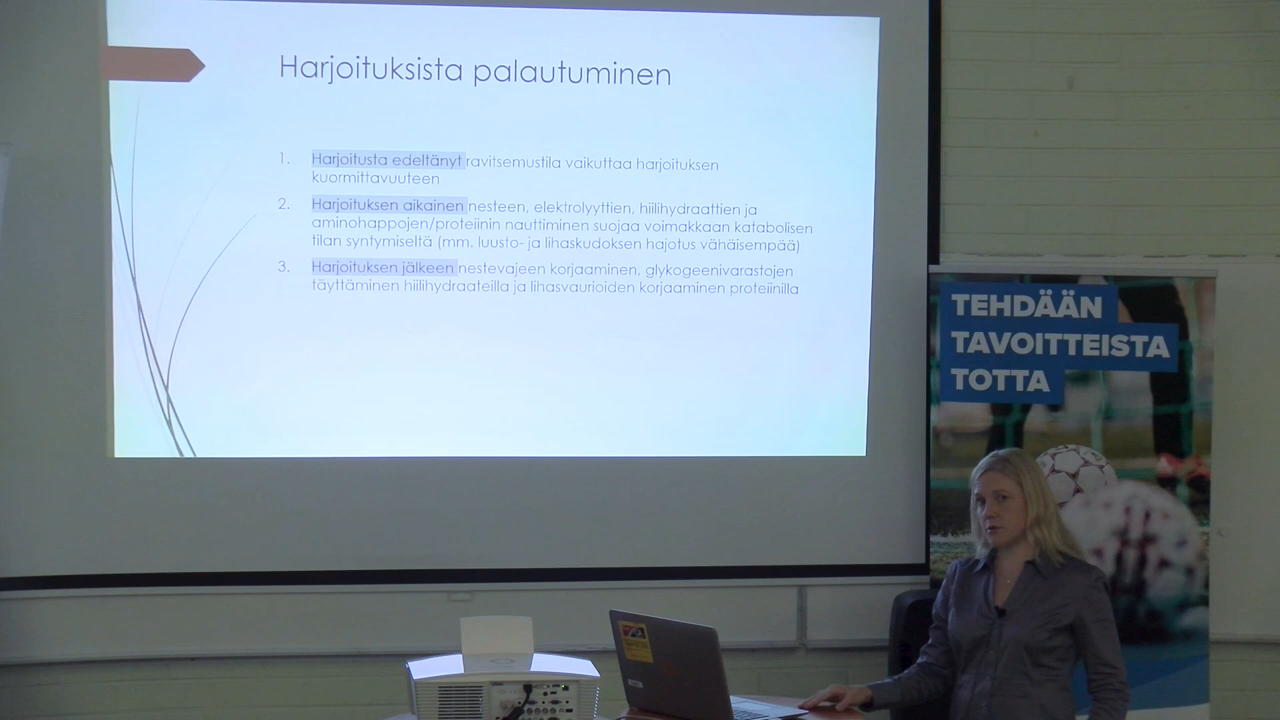 Harjoituksista palautuminen
1. Harjoitusta edeltänyt ravitsemustila vaikuttaa harjoituksen
kuormittavuuteen
2. Harjoituksen aikainen nesteen, elektrolyyttien, hiilihydraattien ja
aminohappojen/proteiinin nauttiminen suojaa voimakkaan katabolisen
tilan syntymiseltä (mm. luusto- ja lihaskudoksen hajotus vähäisempää)
3. Harjoituksen jälkeen nestevajeen korjaaminen, glykogeenivarastojen
täyttäminen hiilihydraateilla ja lihasvaurioiden korjaaminen proteiinilla
TEHDÄÄN
TAVOITTEISTA
TOTTA